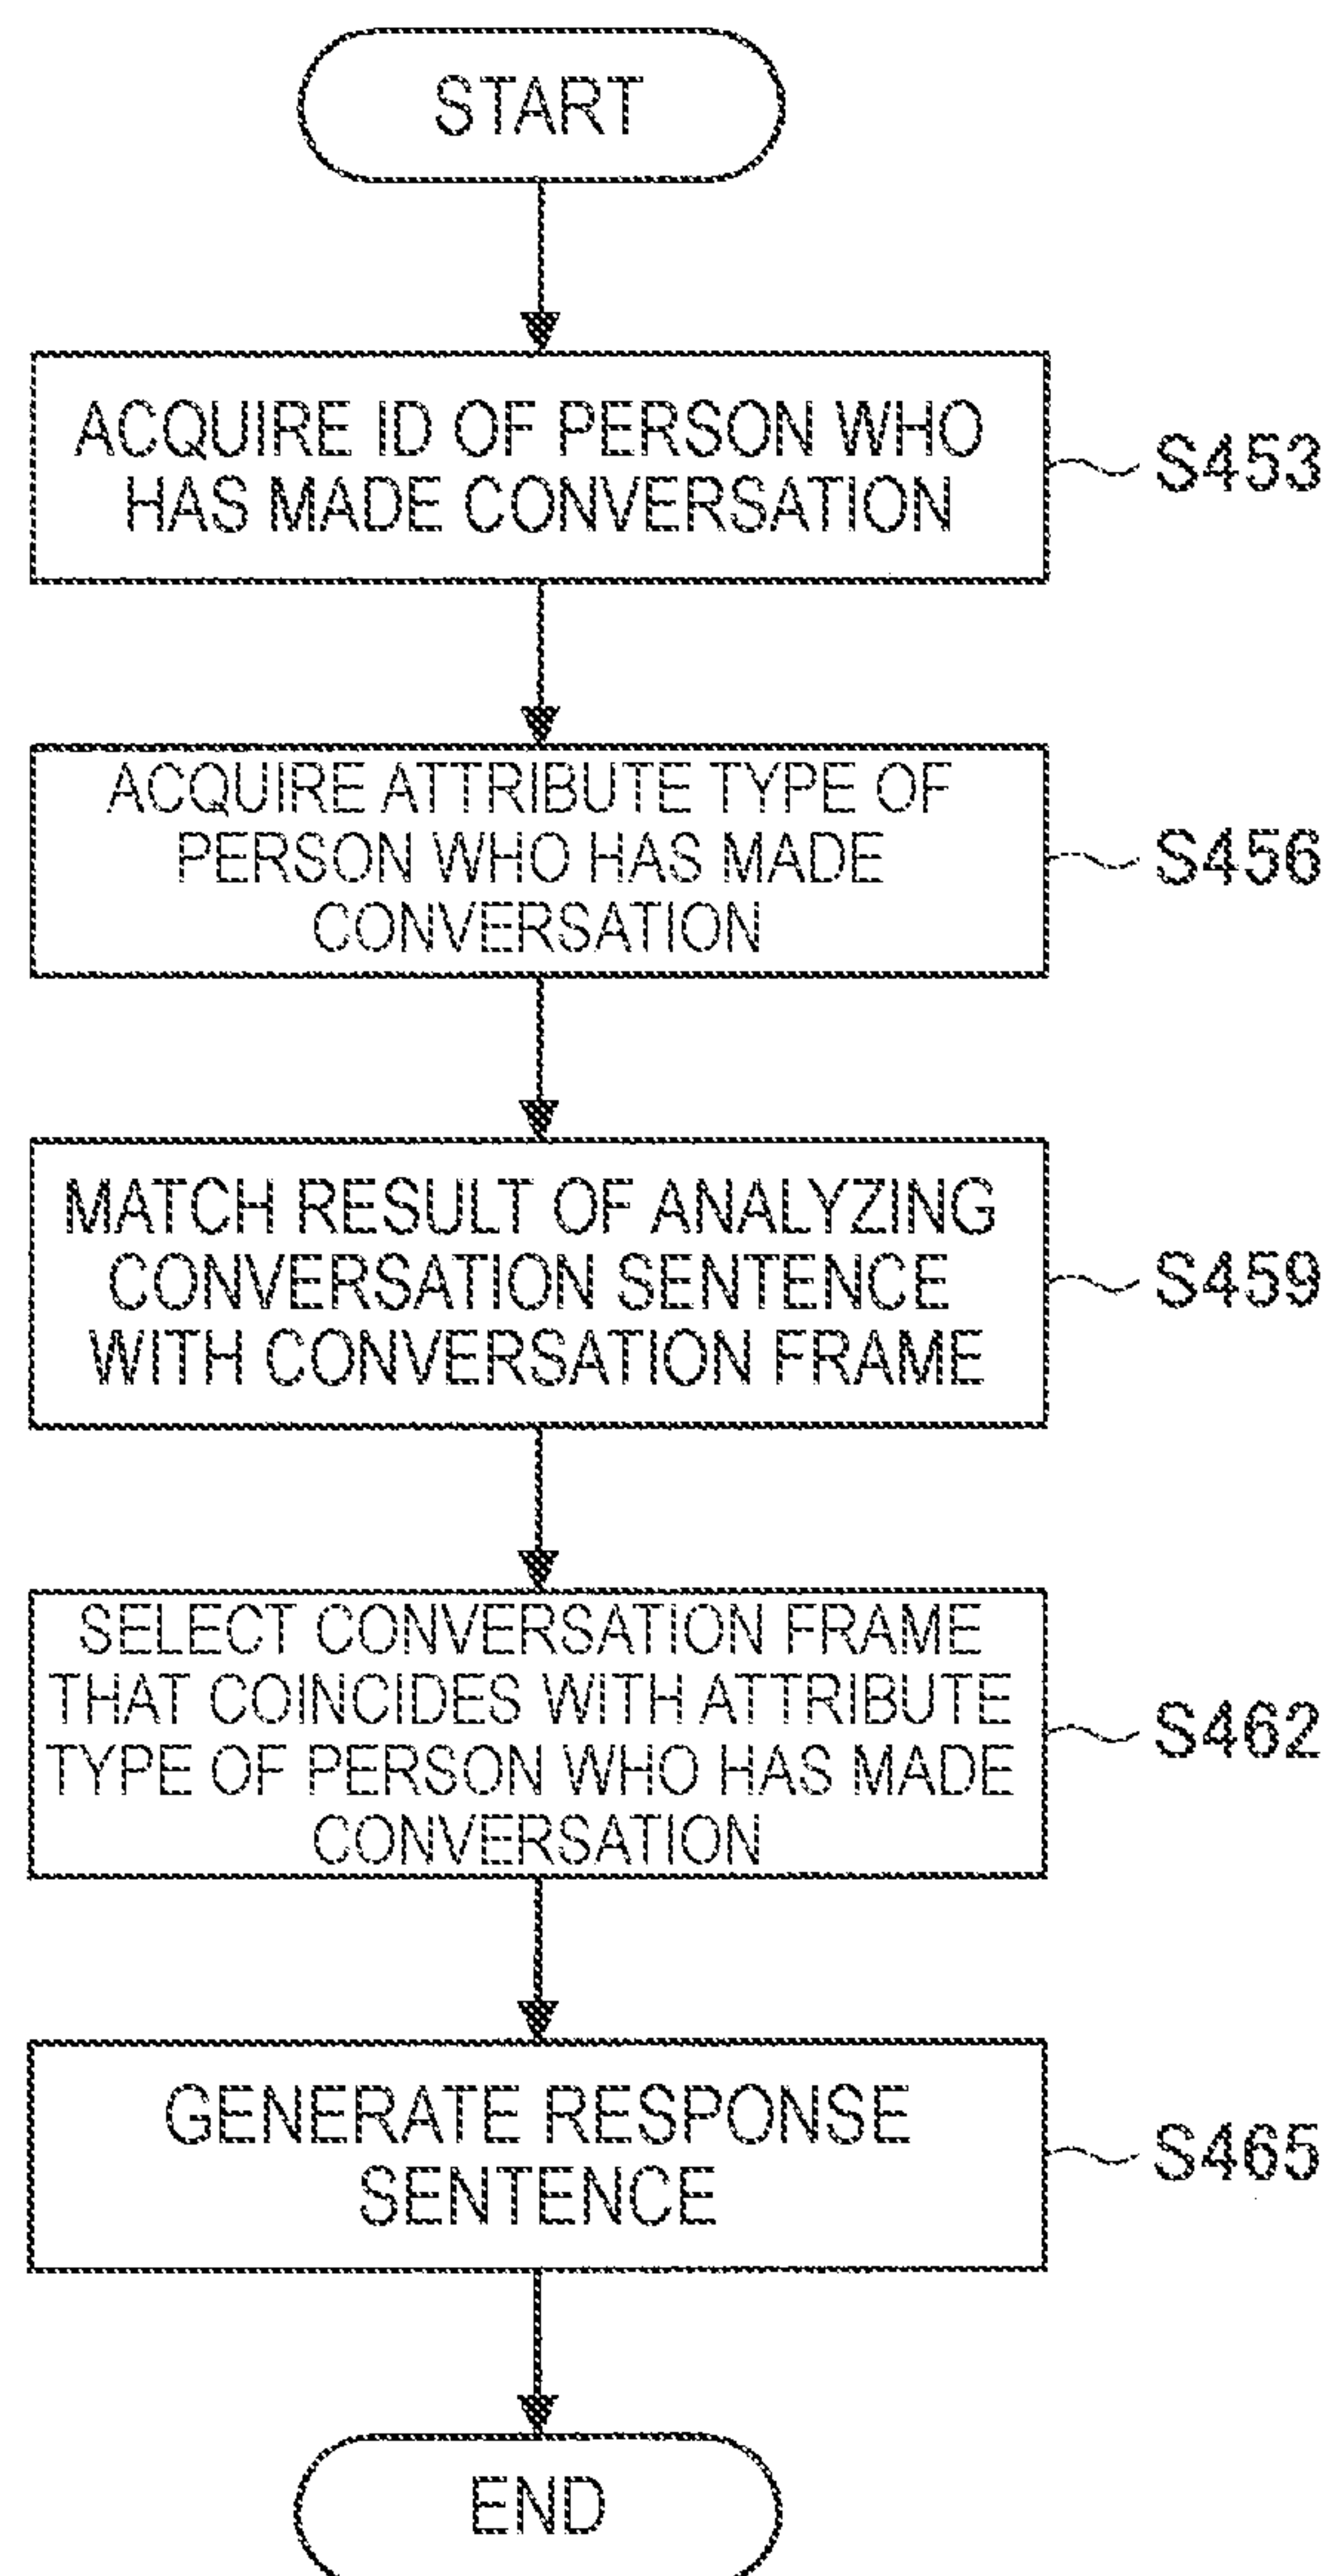 START
ACQUIRE ID OF PERSON WHO
HAS MADE CONVERSATION
S453
ACQUIRE ATTRIBUTE TYPE OF
PERSON WHO HAS MADE
CONVERSATION
S456
MATCH RESULT OF ANALYZING
CONVERSATION SENTENCE
WITH CONVERSATION FRAME
S459
SELECT CONVERSATION FRAME
THAT COINCIDES WITH ATTRIBUTE
TYPE OF PERSON WHO HAS MADE
CONVERSATION
S462
GENERATE RESPONSE
SENTENCE
S465
END